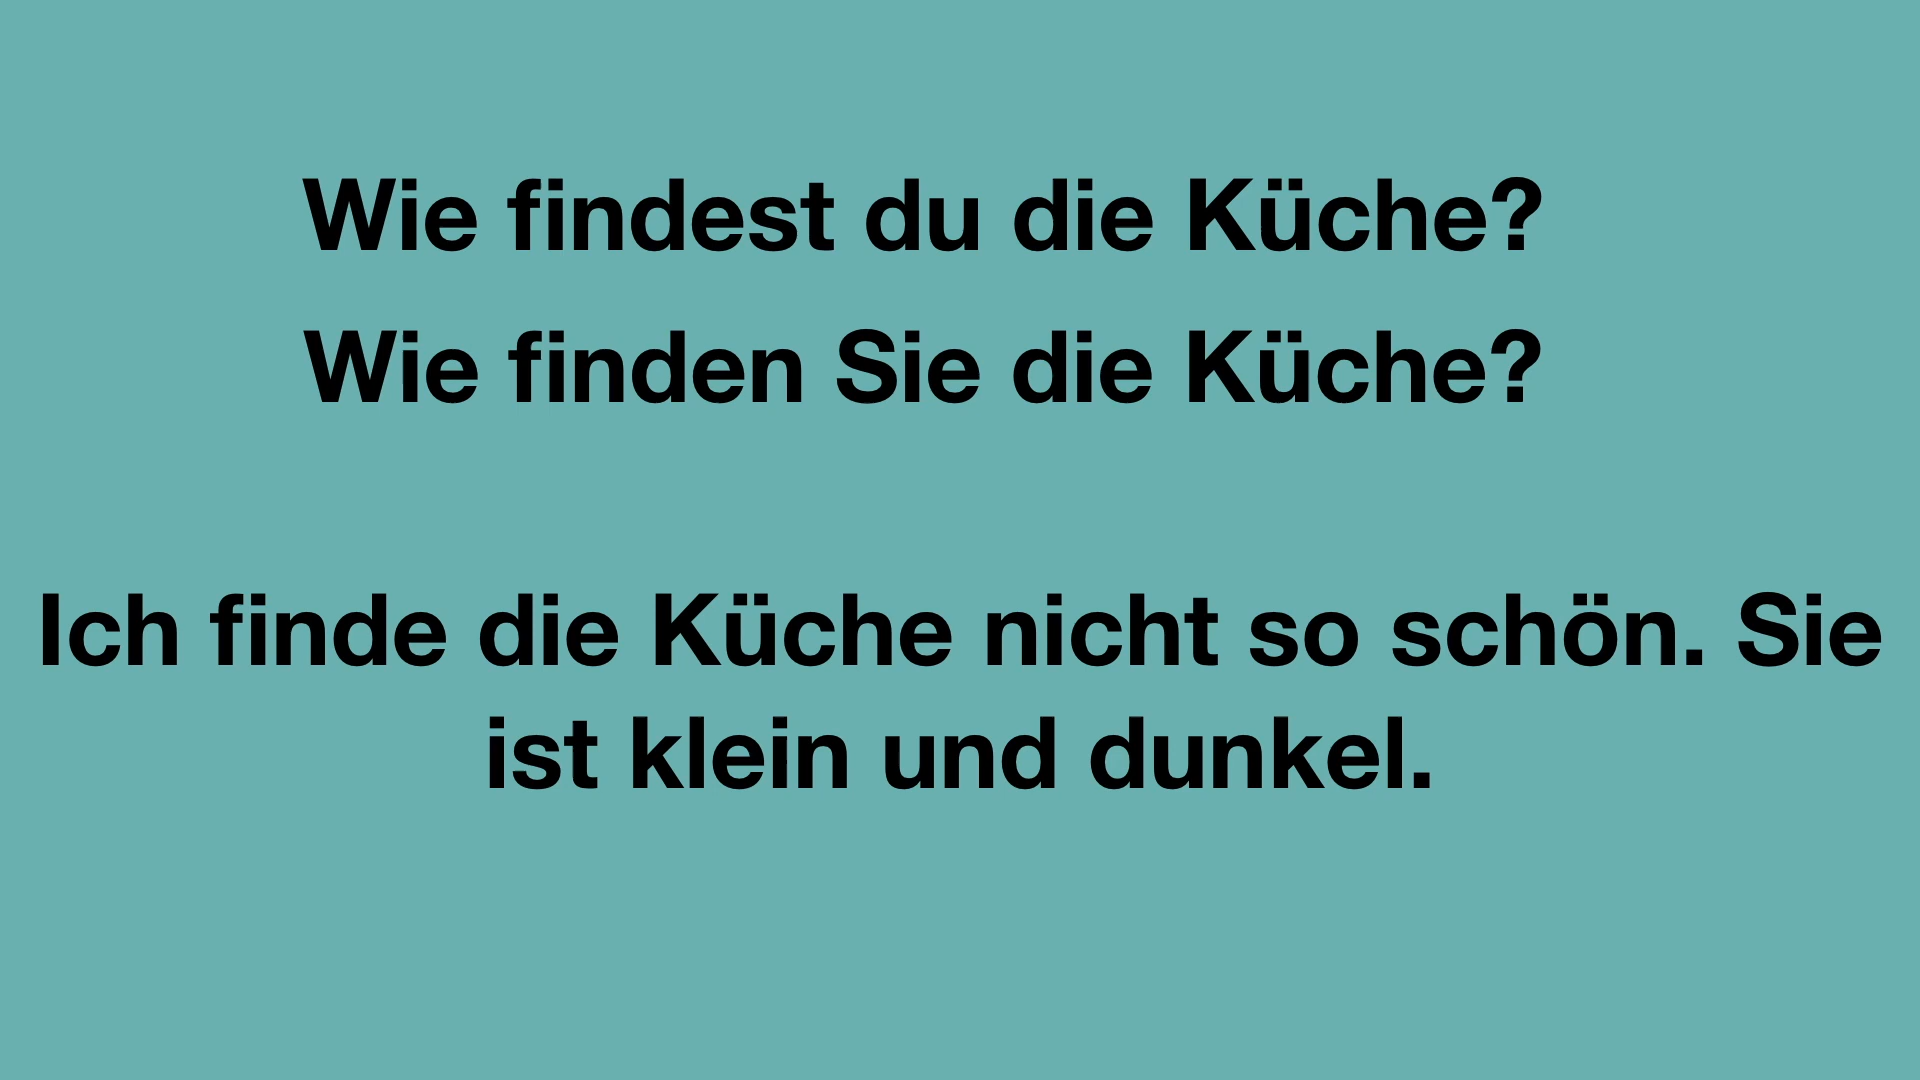 Wie findest du die Küche?
Wie finden Sie die Küche?
Ich finde die Küche nicht so schön. Sie
ist klein und dunkel.